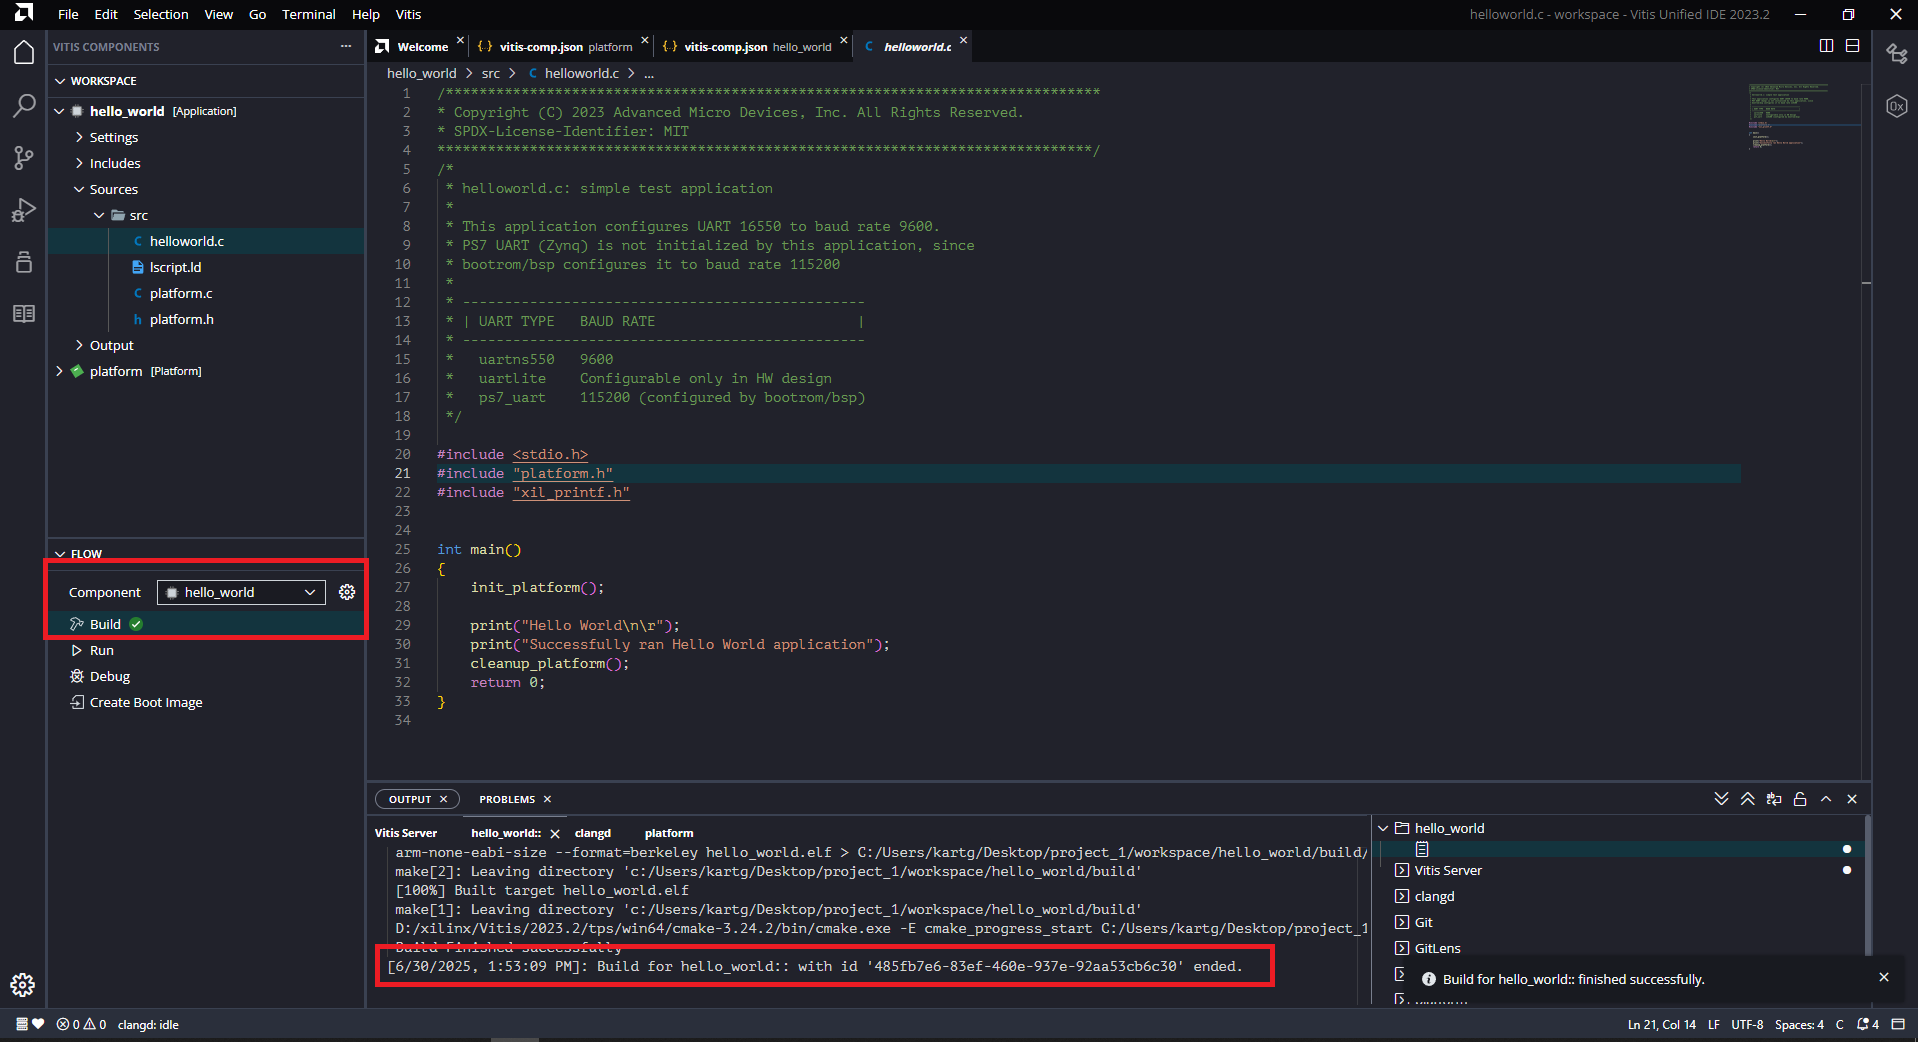 File Edit Selection View Go Terminal Help Vitis
helloworld.c - workspace - Vitis Unified IDE 2023.2
VITIS COMPONENTS
WORKSPACE
hello_world [Application]
Settings
Includes
Sources
src
helloworld.c
lscript.ld
platform.c
platform.h
Output
platform [Platform]
FLOW
Component hello_world
Build
Run
Debug
Create Boot Image
Welcome vitis-comp.json platform vitis-comp.json hello_world helloworld.c
hello_world > src > C helloworld.c > ...
1 /******************************************************************************
2 * Copyright (C) 2023 Advanced Micro Devices, Inc. All Rights Reserved.
3 * SPDX-License-Identifier: MIT
4 ******************************************************************************/
5 /*
6 * helloworld.c: simple test application
7 *
8 * This application configures UART 16550 to baud rate 9600.
9 * PS7 UART (Zynq) is not initialized by this application, since
10 * bootrom/bsp configures it to baud rate 115200
11 *
12 * ------------------------------------------------
13 * | UART TYPE   BAUD RATE                        |
14 * ------------------------------------------------
15 *   uartns550   9600
16 *   uartlite    Configurable only in HW design
17 *   ps7_uart    115200 (configured by bootrom/bsp)
18 */
19
20 #include <stdio.h>
21 #include "platform.h"
22 #include "xil_printf.h"
23
24
25 int main()
26 {
27     init_platform();
28
29     print("Hello World\n\r");
30     print("Successfully ran Hello World application");
31     cleanup_platform();
32     return 0;
33 }
34
OUTPUT PROBLEMS
Vitis Server hello_world:: clangd platform
arm-none-eabi-size --format=berkeley hello_world.elf > C:/Users/kartg/Desktop/project_1/workspace/hello_world/build/
make[2]: Leaving directory 'c:/Users/kartg/Desktop/project_1/workspace/hello_world/build'
[100%] Built target hello_world.elf
make[1]: Leaving directory 'c:/Users/kartg/Desktop/project_1/workspace/hello_world/build'
D:/xilinx/Vitis/2023.2/tps/win64/cmake-3.24.2/bin/cmake.exe -E cmake_progress_start C:/Users/kartg/Desktop/project_1
Build Finished successfully
[6/30/2025, 1:53:09 PM]: Build for hello_world:: with id '485fb7e6-83ef-460e-937e-92aa53cb6c30' ended.
hello_world
Vitis Server
clangd
Git
GitLens
Build for hello_world:: finished successfully.
0 0 clangd: idle
Ln 21, Col 14 LF UTF-8 Spaces: 4 C 4